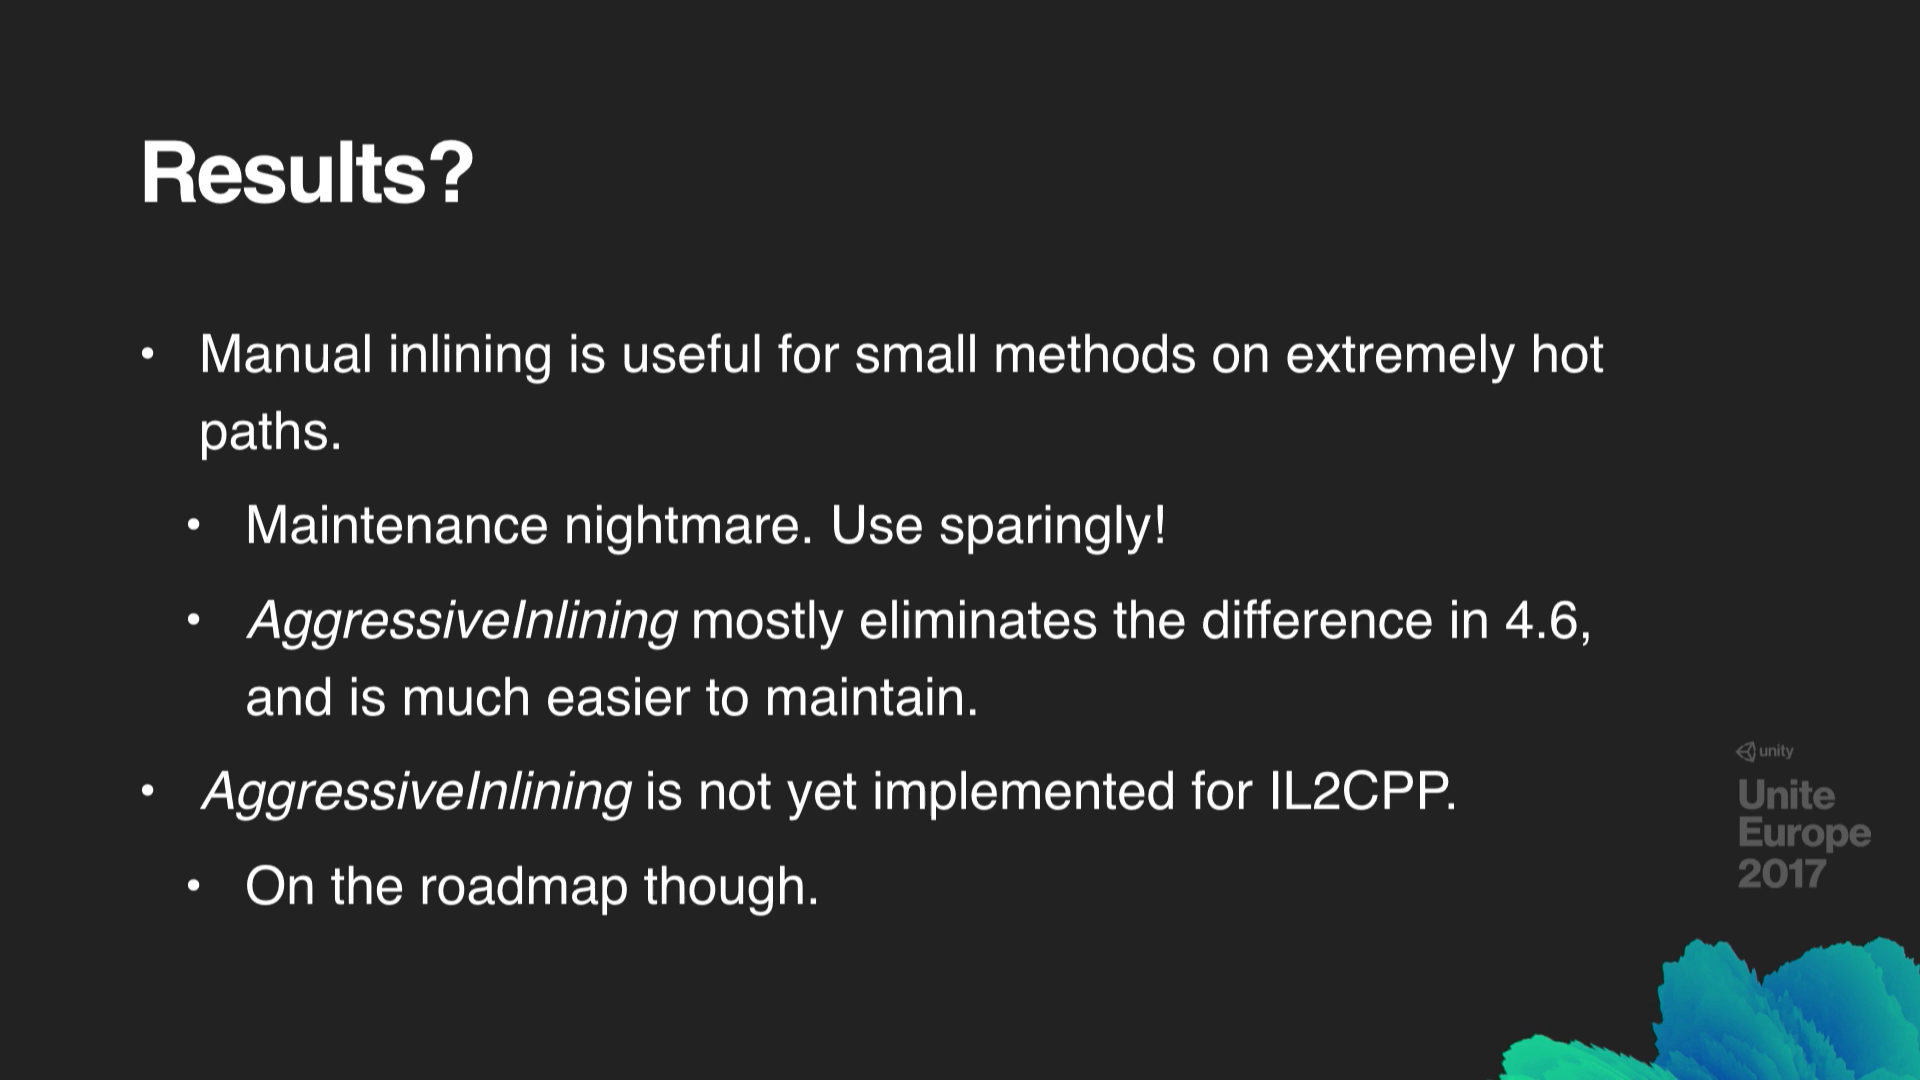 Results?
• Manual inlining is useful for small methods on extremely hot
paths.
• Maintenance nightmare. Use sparingly!
• AggressiveInlining mostly eliminates the difference in 4.6,
and is much easier to maintain.
• AggressiveInlining is not yet implemented for IL2CPP.
• On the roadmap though.
unity
Unite
Europe
2017